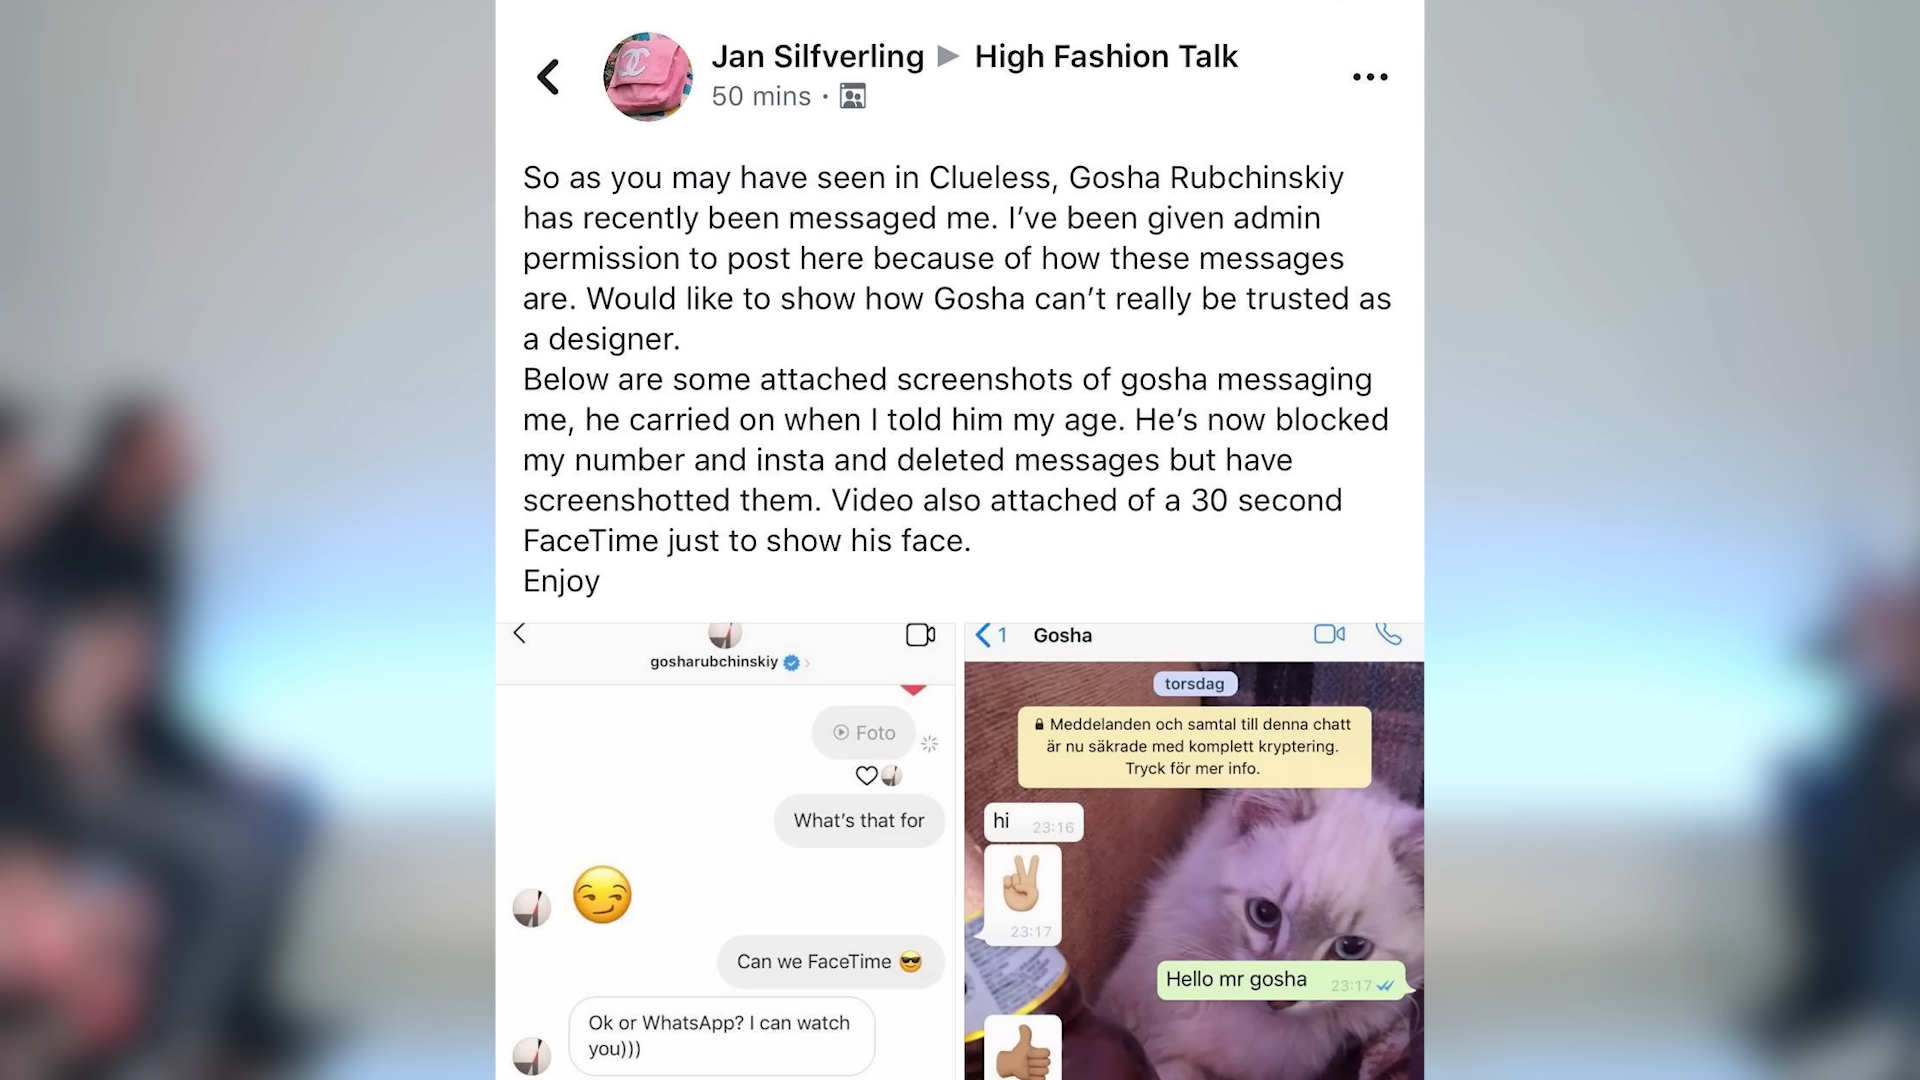 Jan Silfverling ▶ High Fashion Talk
50 mins ·
So as you may have seen in Clueless, Gosha Rubchinskiy
has recently been messaged me. I’ve been given admin
permission to post here because of how these messages
are. Would like to show how Gosha can’t really be trusted as
a designer.
Below are some attached screenshots of gosha messaging
me, he carried on when I told him my age. He’s now blocked
my number and insta and deleted messages but have
screenshotted them. Video also attached of a 30 second
FaceTime just to show his face.
Enjoy
gosharubchinskiy
Foto
What’s that for
😏
Can we FaceTime 😎
Ok or WhatsApp? I can watch
you)))
1 Gosha
torsdag
Meddelanden och samtal till denna chatt
är nu säkrade med komplett kryptering.
Tryck för mer info.
hi 23:16
✌🏽
23:17
Hello mr gosha 23:17
👍🏽